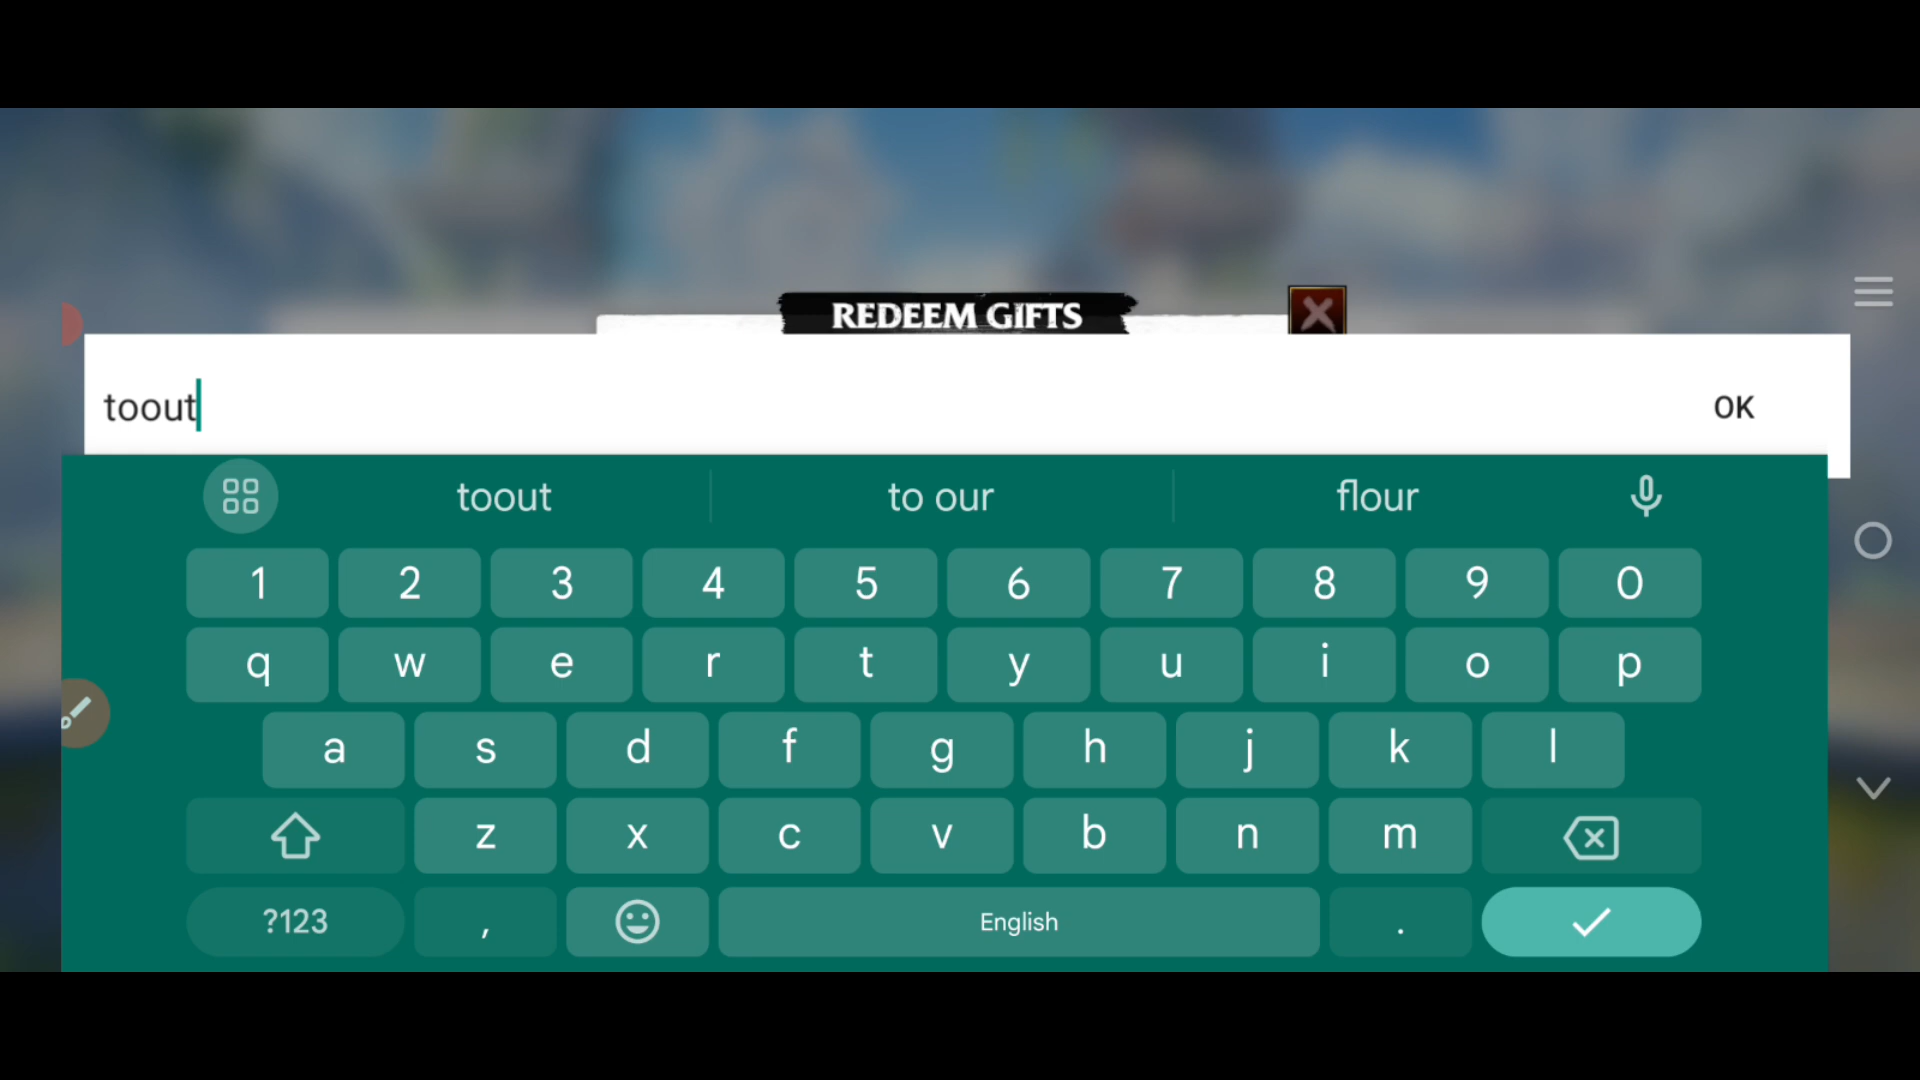 REDEEM GIFTS
toout OK
toout to our flour
1 2 3 4 5 6 7 8 9 0
q w e r t y u i o p
a s d f g h j k l
z x c v b n m
?123 , English .